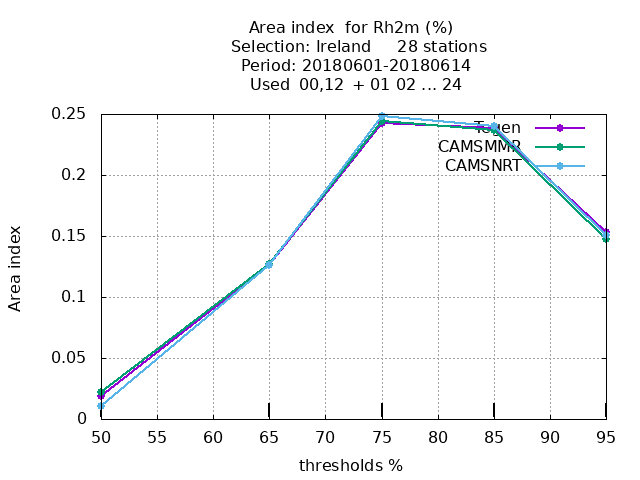 Area index  for Rh2m (%)
Selection: Ireland     28 stations
Period: 20180601-20180614
Used  00,12  + 01 02 ... 24
0.25
0.2
0.15
0.1
0.05
0
Area index
Tegen
CAMSMMR
CAMSNRT
50 55 60 65 70 75 80 85 90 95
thresholds %